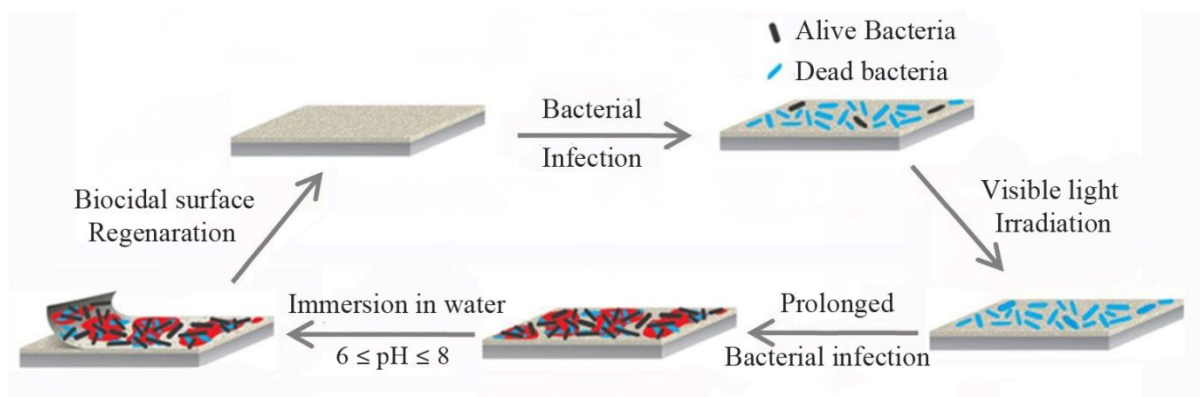 Alive Bacteria
Dead bacteria
Bacterial
Infection
Biocidal surface
Regenaration
Visible light
Irradiation
Immersion in water
6 ≤ pH ≤ 8
Prolonged
Bacterial infection